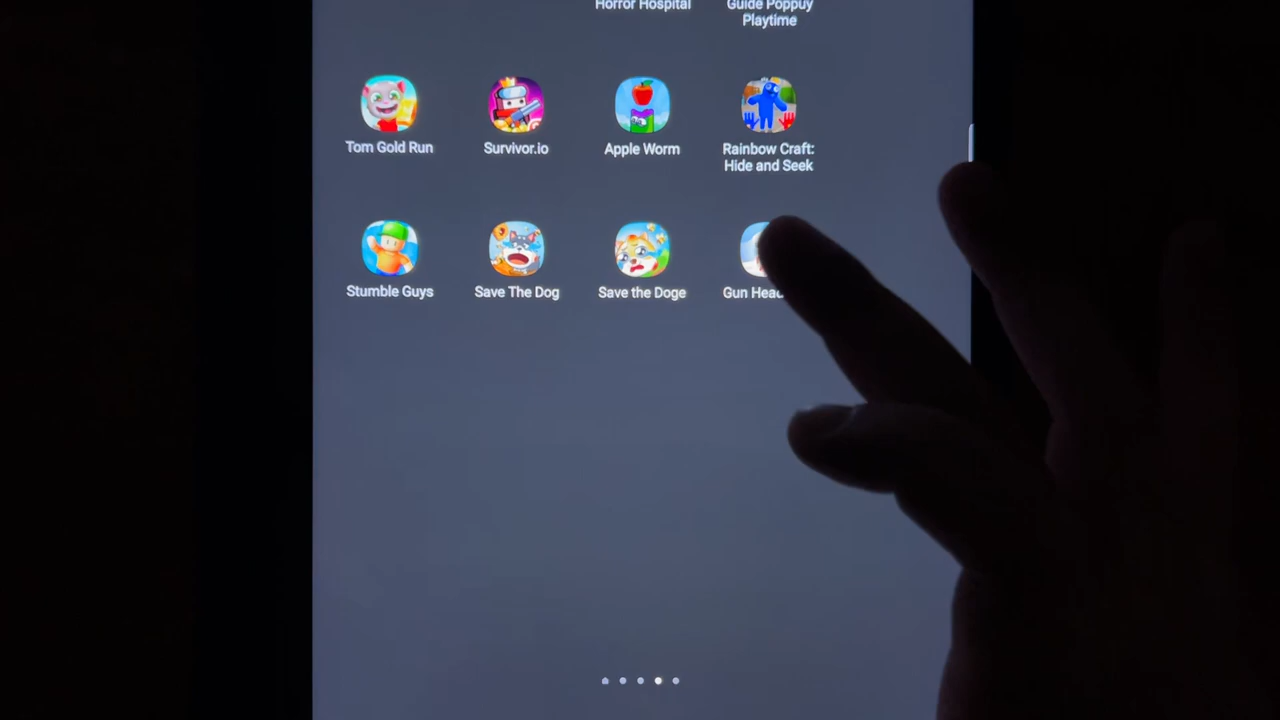 Horror Hospital
Guide Poppuy
Playtime
Tom Gold Run
Survivor.io
Apple Worm
Rainbow Craft:
Hide and Seek
Stumble Guys
Save The Dog
Save the Doge
Gun